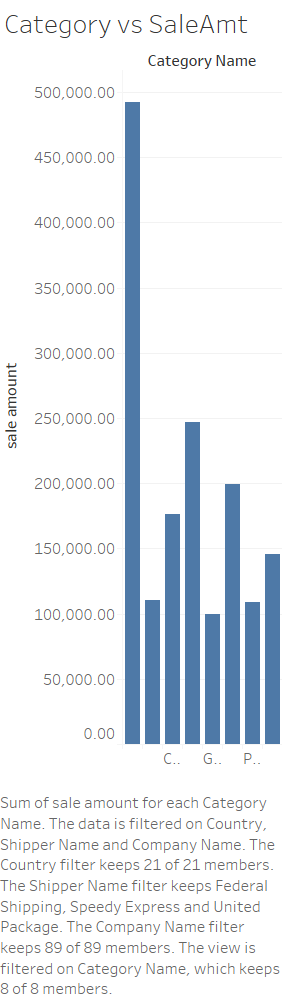 Category vs SaleAmt
Category Name
500,000.00
450,000.00
400,000.00
350,000.00
300,000.00
250,000.00
200,000.00
150,000.00
100,000.00
50,000.00
0.00
sale amount
C.. G.. P..
Sum of sale amount for each Category
Name. The data is filtered on Country,
Shipper Name and Company Name. The
Country filter keeps 21 of 21 members.
The Shipper Name filter keeps Federal
Shipping, Speedy Express and United
Package. The Company Name filter
keeps 89 of 89 members. The view is
filtered on Category Name, which keeps
8 of 8 members.